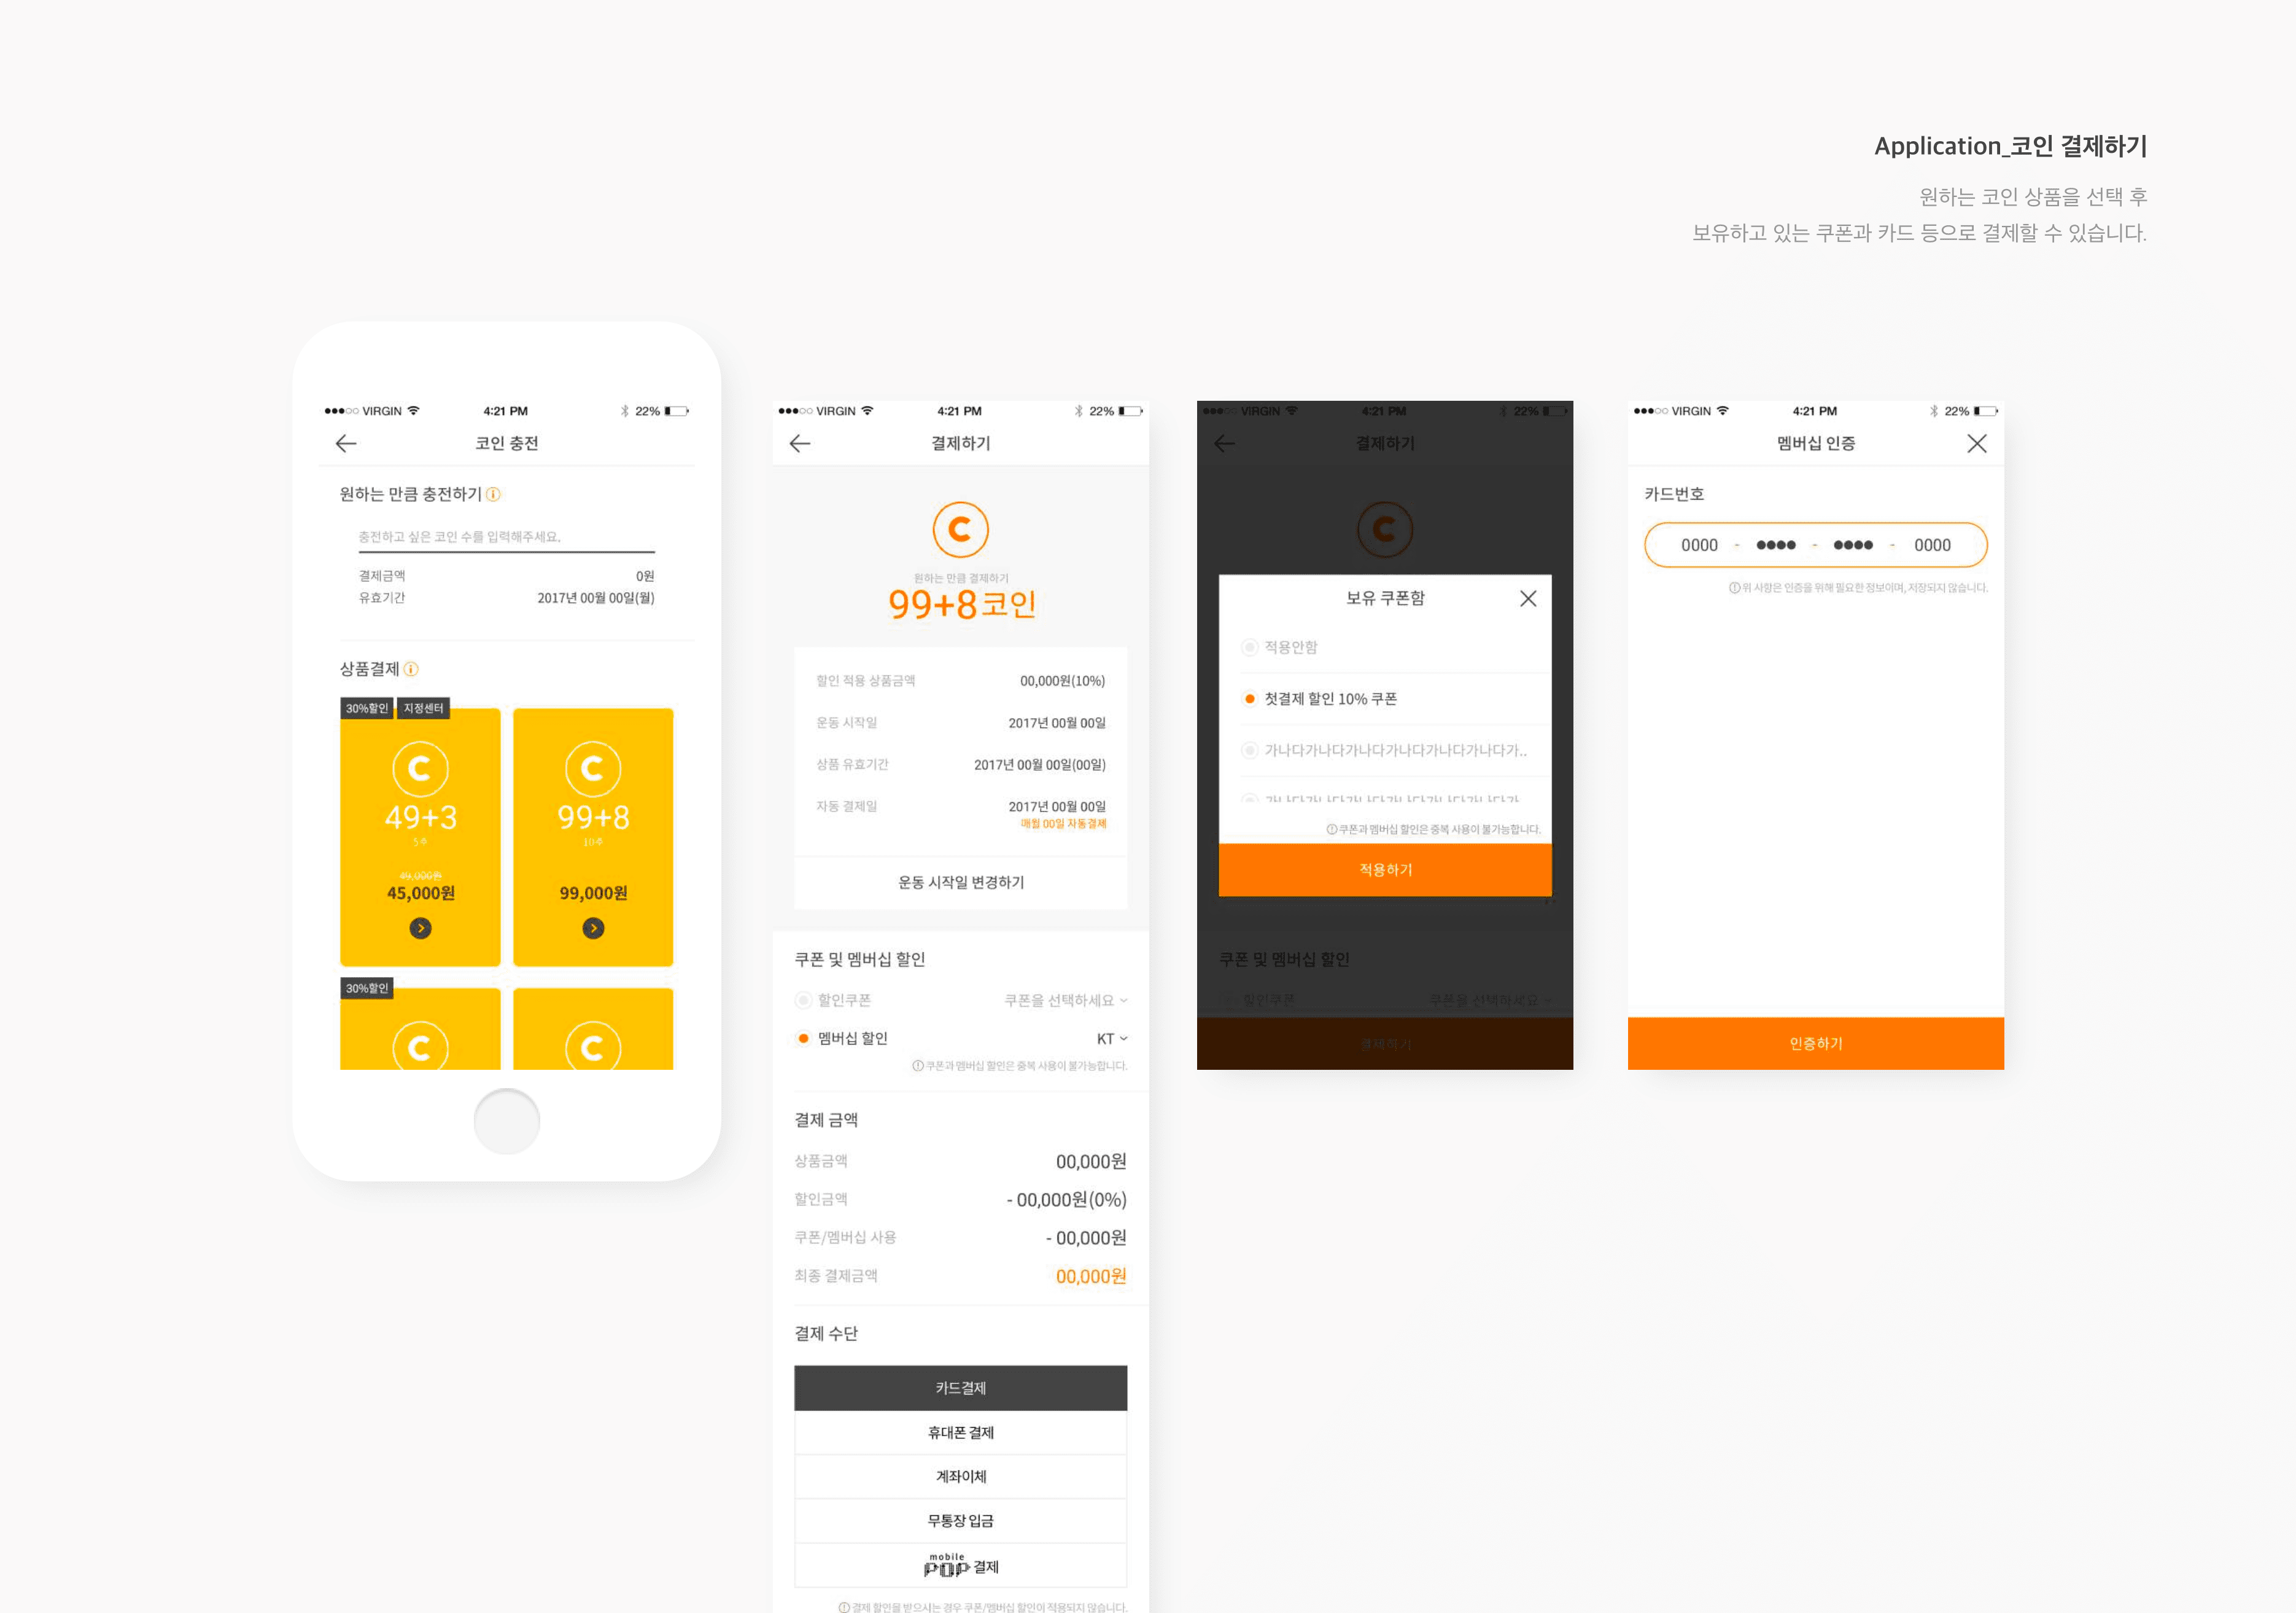 Application_코인 결제하기
원하는 코인 상품을 선택 후
보유하고 있는 쿠폰과 카드 등으로 결제할 수 있습니다.
VIRGIN 4:21 PM 22%
코인 충전
원하는 만큼 충전하기
충전하고 싶은 코인 수를 입력해주세요.
결제금액 0원
유효기간 2017년 00월 00일(월)
상품결제
30%할인 지정센터
C
49+3
5주
49,000원
45,000원
C
99+8
10주
99,000원
30%할인
C
C
VIRGIN 4:21 PM 22%
결제하기
C
원하는 만큼 결제하기
99+8코인
할인 적용 상품금액 00,000원(10%)
운동 시작일 2017년 00월 00일
상품 유효기간 2017년 00월 00일(00일)
자동 결제일 2017년 00월 00일
매월 00일 자동결제
운동 시작일 변경하기
쿠폰 및 멤버십 할인
할인쿠폰 쿠폰을 선택하세요
멤버십 할인 KT
쿠폰과 멤버십 할인은 중복 사용이 불가능합니다.
결제 금액
상품금액 00,000원
할인금액 - 00,000원(0%)
쿠폰/멤버십 사용 - 00,000원
최종 결제금액 00,000원
결제 수단
카드결제
휴대폰 결제
계좌이체
무통장 입금
mobile
POP 결제
결제 할인을 받으시는 경우 쿠폰/멤버십 할인이 적용되지 않습니다.
VIRGIN 4:21 PM 22%
결제하기
C
보유 쿠폰함
적용안함
첫결제 할인 10% 쿠폰
가나다가나다가나다가나다가나다가나다가..
쿠폰과 멤버십 할인은 중복 사용이 불가능합니다.
적용하기
쿠폰 및 멤버십 할인
할인쿠폰 쿠폰을 선택하세요
결제하기
VIRGIN 4:21 PM 22%
멤버십 인증
카드번호
0000 - ●●●● - ●●●● - 0000
위 사항은 인증을 위해 필요한 정보이며, 저장되지 않습니다.
인증하기